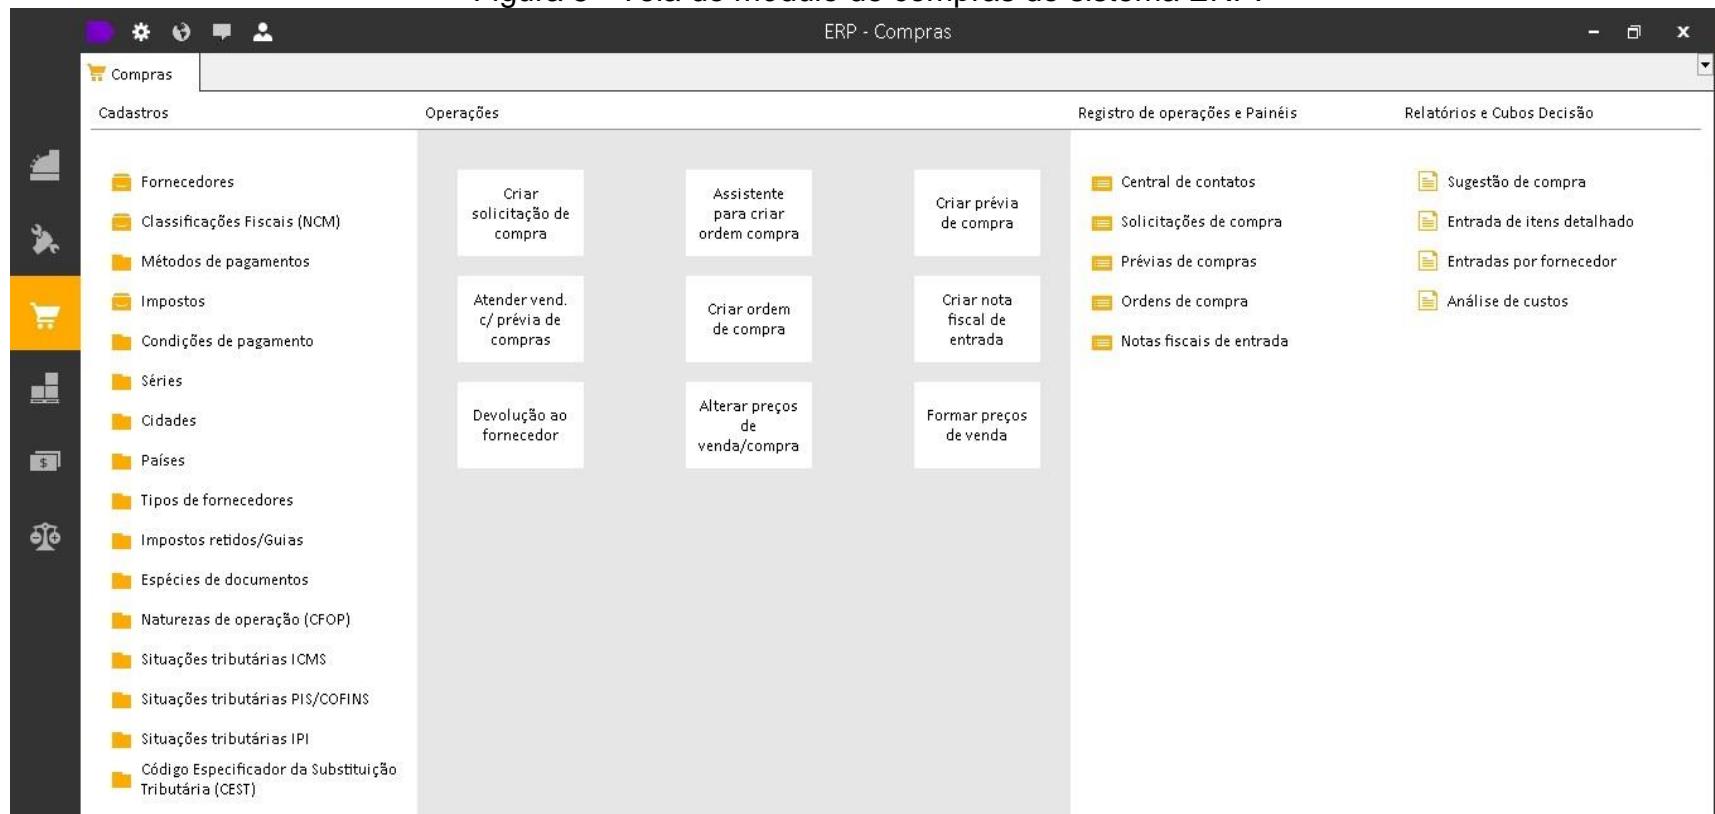 ERP - Compras
Compras
Cadastros
Operações
Registro de operações e Painéis
Relatórios e Cubos Decisão
Fornecedores
Classificações Fiscais (NCM)
Métodos de pagamentos
Impostos
Condições de pagamento
Séries
Cidades
Países
Tipos de fornecedores
Impostos retidos/Guias
Espécies de documentos
Naturezas de operação (CFOP)
Situações tributárias ICMS
Situações tributárias PIS/COFINS
Situações tributárias IPI
Código Especificador da Substituição
Tributária (CEST)
Criar
solicitação de
compra
Assistente
para criar
ordem compra
Criar prévia
de compra
Atender vend.
c/ prévia de
compras
Criar ordem
de compra
Criar nota
fiscal de
entrada
Devolução ao
fornecedor
Alterar preços
de
venda/compra
Formar preços
de venda
Central de contatos
Solicitações de compra
Prévias de compras
Ordens de compra
Notas fiscais de entrada
Sugestão de compra
Entrada de itens detalhado
Entradas por fornecedor
Análise de custos